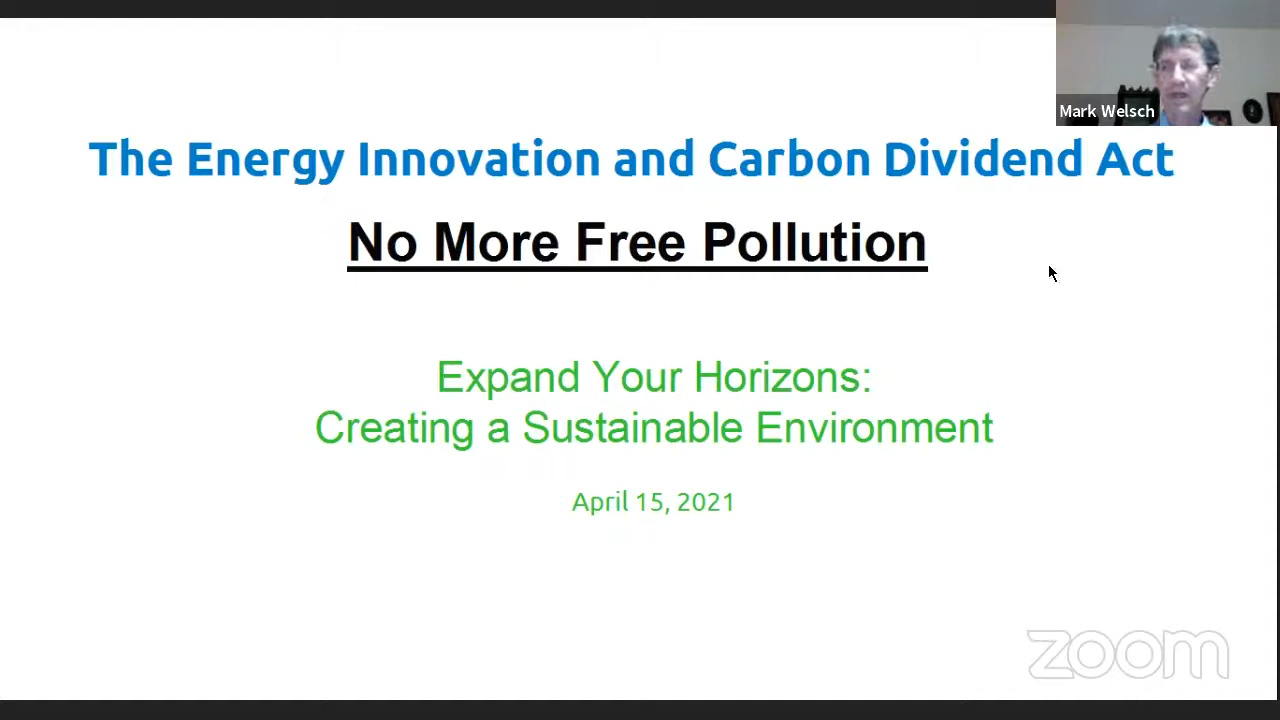 Mark Welsch
The Energy Innovation and Carbon Dividend Act
No More Free Pollution
Expand Your Horizons:
Creating a Sustainable Environment
April 15, 2021
zoom